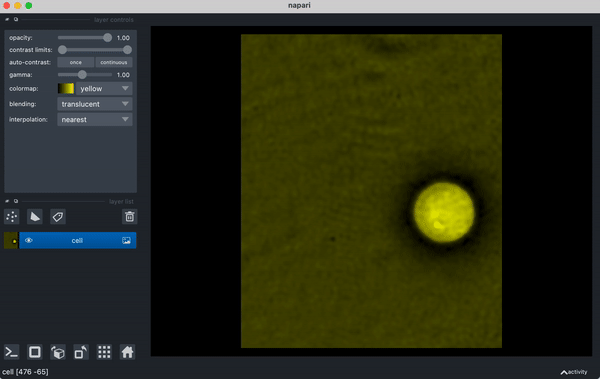 napari
layer controls
opacity: 1.00
contrast limits:
auto-contrast: once continuous
gamma: 1.00
colormap: yellow
blending: translucent
interpolation: nearest
layer list
cell
cell [476 -65]
activity